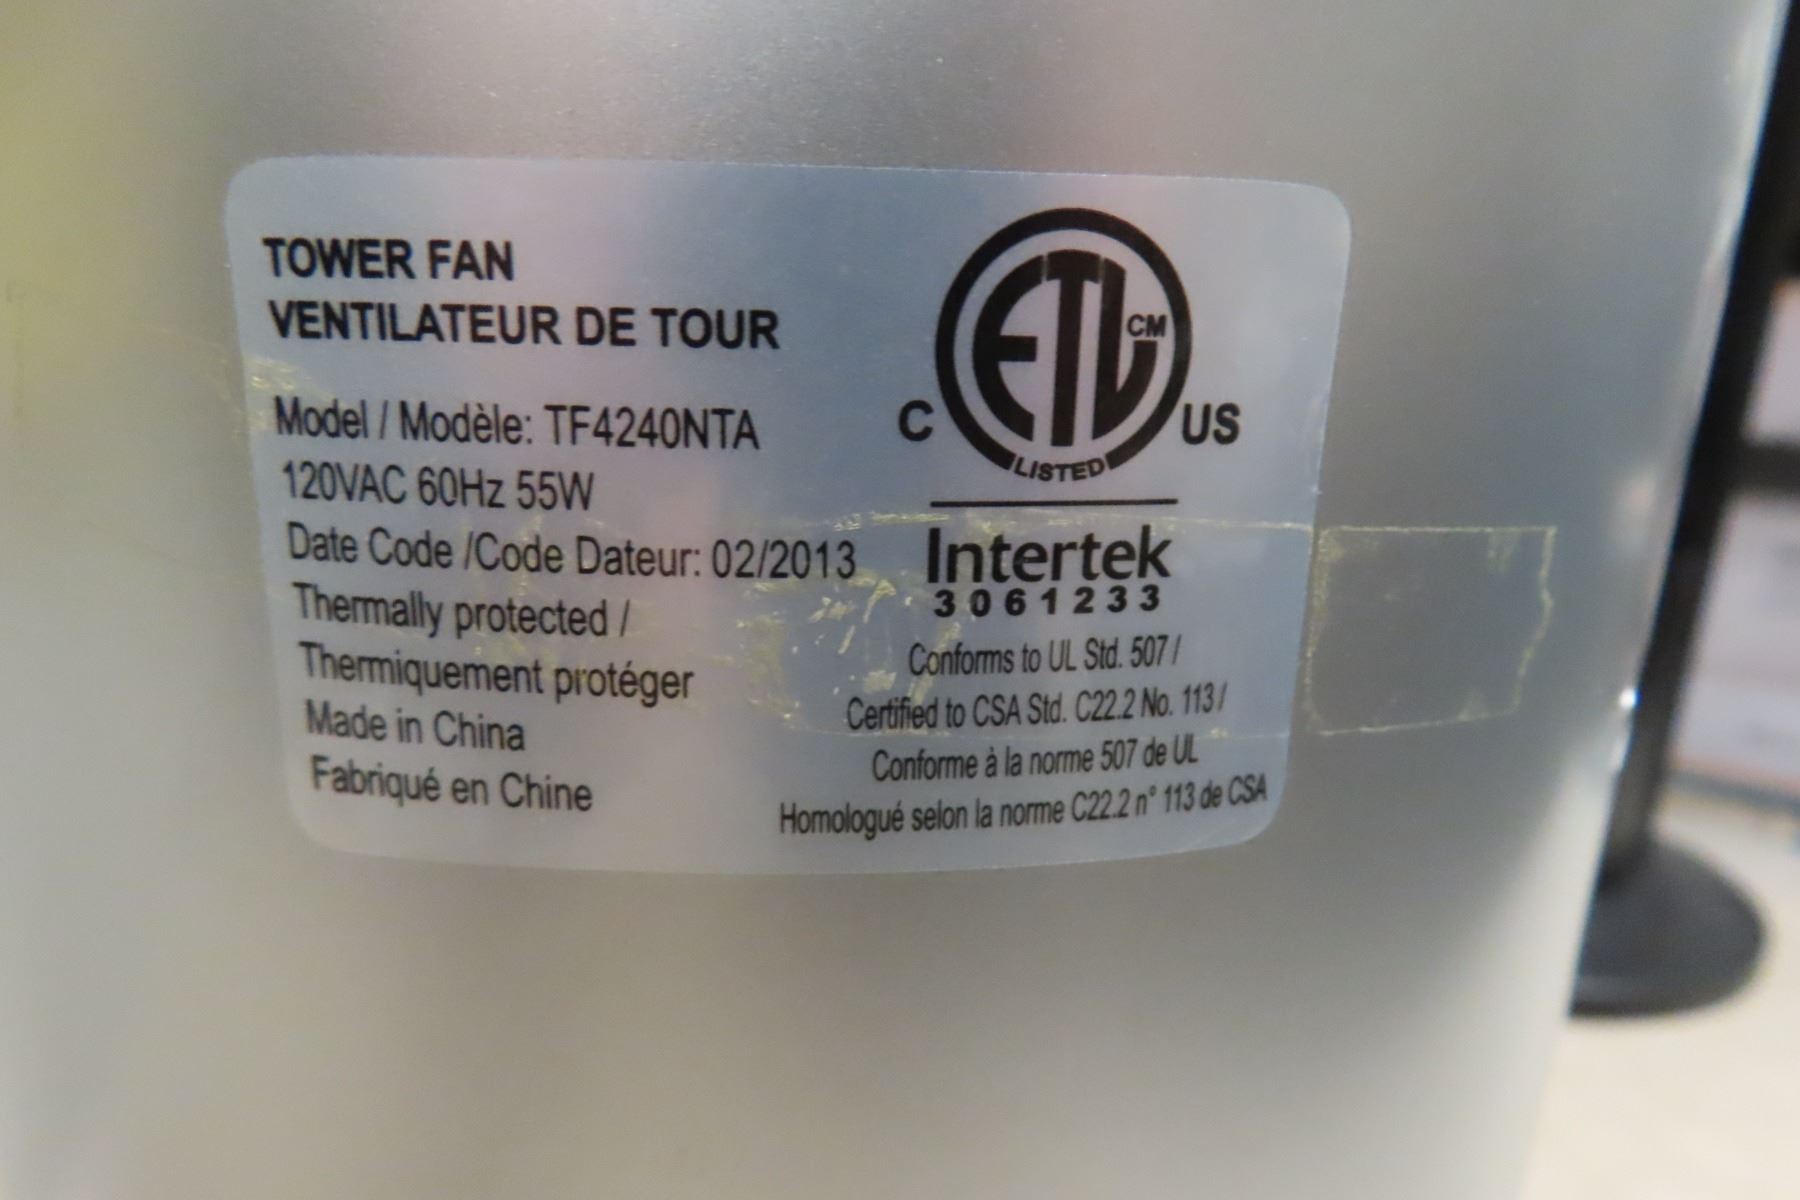 TOWER FAN
VENTILATEUR DE TOUR
Model / Modèle: TF4240NTA
120VAC 60Hz 55W
Date Code /Code Dateur: 02/2013
Thermally protected /
Thermiquement protéger
Made in China
Fabriqué en Chine
ETL CM
C US
LISTED
Intertek
3061233
Conforms to UL Std. 507 /
Certified to CSA Std. C22.2 No. 113 /
Conforme à la norme 507 de UL
Homologué selon la norme C22.2 n° 113 de CSA